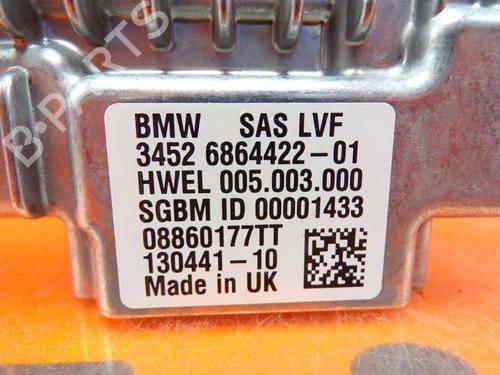 BMW SAS LVF
3452 6864422-01
HWEL 005.003.000
SGBM ID 00001433
08860177TT
130441-10
Made in UK